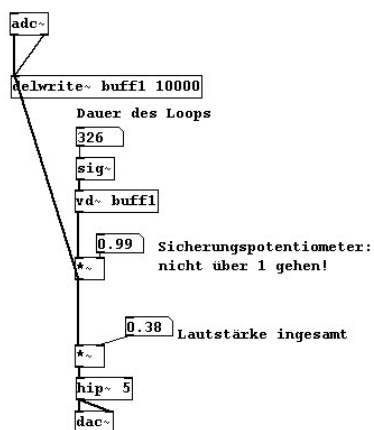 adc~
delwrite~ buff1 10000
Dauer des Loops
326
sig~
vd~ buff1
0.99
Sicherungspotentiometer:
*~
nicht über 1 gehen!
0.38
Lautstärke ingesamt
*~
hip~ 5
dac~